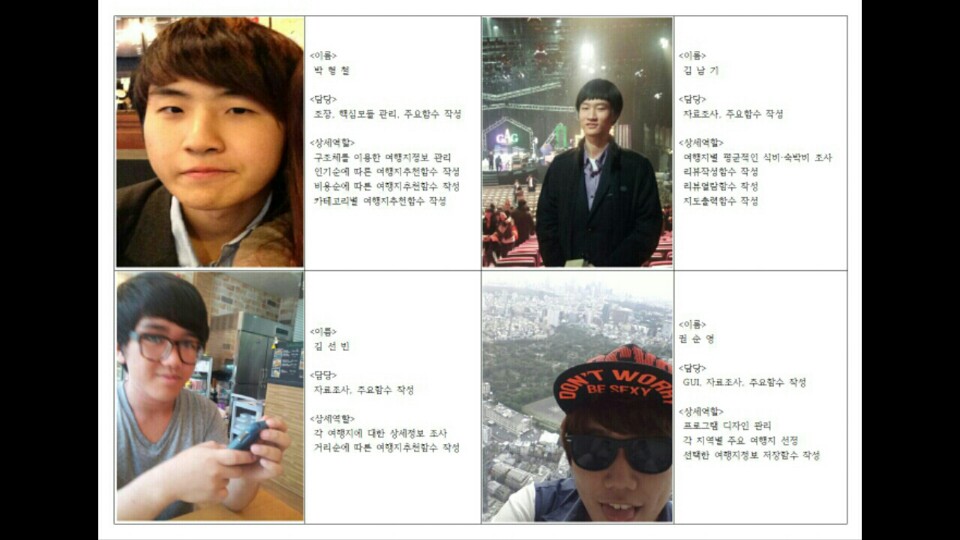 <이름>
박 형 철
<담당>
조장, 핵심모듈 관리, 주요함수 작성
<상세역할>
구조체를 이용한 여행지정보 관리
인기순에 따른 여행지추천함수 작성
비용순에 따른 여행지추천함수 작성
카테고리별 여행지추천함수 작성
<이름>
김 남 기
<담당>
자료조사, 주요함수 작성
<상세역할>
여행지별 평균적인 식비·숙박비 조사
리뷰작성함수 작성
리뷰열람함수 작성
지도출력함수 작성
GAG
<이름>
김 선 빈
<담당>
자료조사, 주요함수 작성
<상세역할>
각 여행지에 대한 상세정보 조사
거리순에 따른 여행지추천함수 작성
<이름>
권 순 영
<담당>
GUI, 자료조사, 주요함수 작성
<상세역할>
프로그램 디자인 관리
각 지역별 주요 여행지 선정
선택한 여행지정보 저장함수 작성
DON'T WORRY
BE SEXY